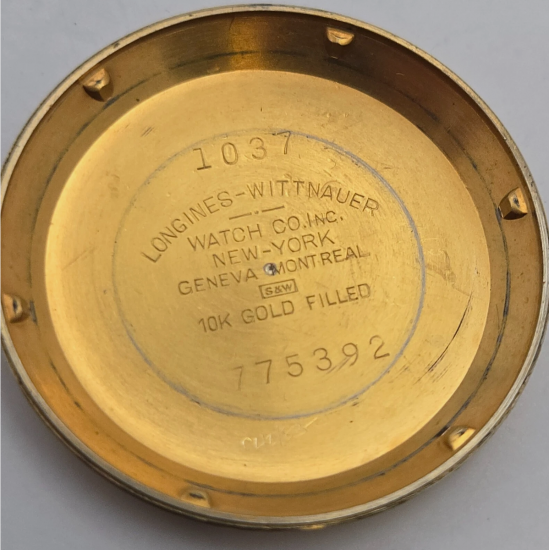 1037
LONGINES-WITTNAUER
WATCH CO. INC.
NEW-YORK
GENEVA MONTREAL
S&W
10K GOLD FILLED
775392